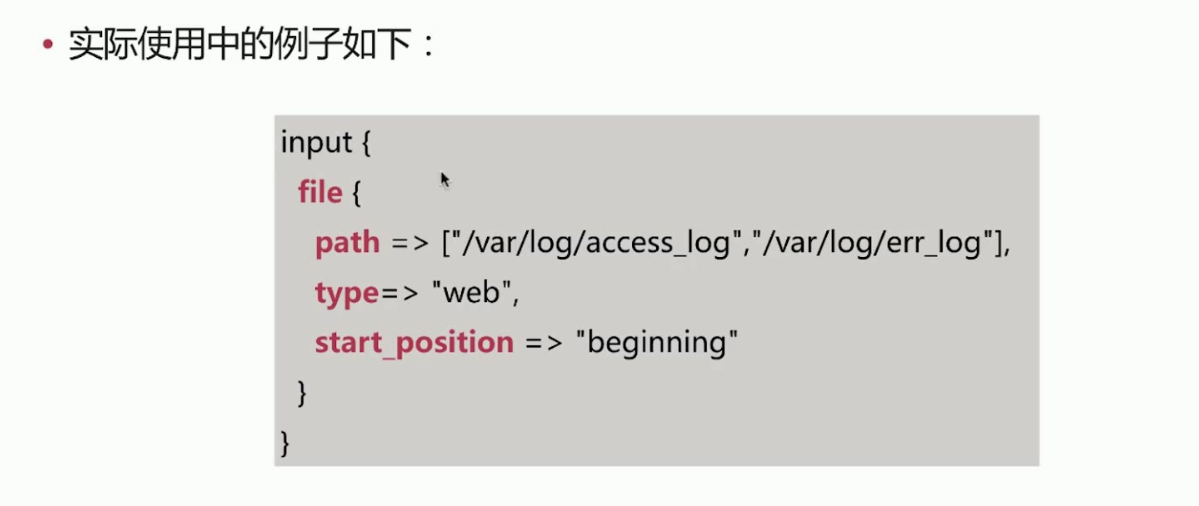 • 实际使用中的例子如下：
input {
file {
path => ["/var/log/access_log","/var/log/err_log"],
type=> "web",
start_position => "beginning"
}
}